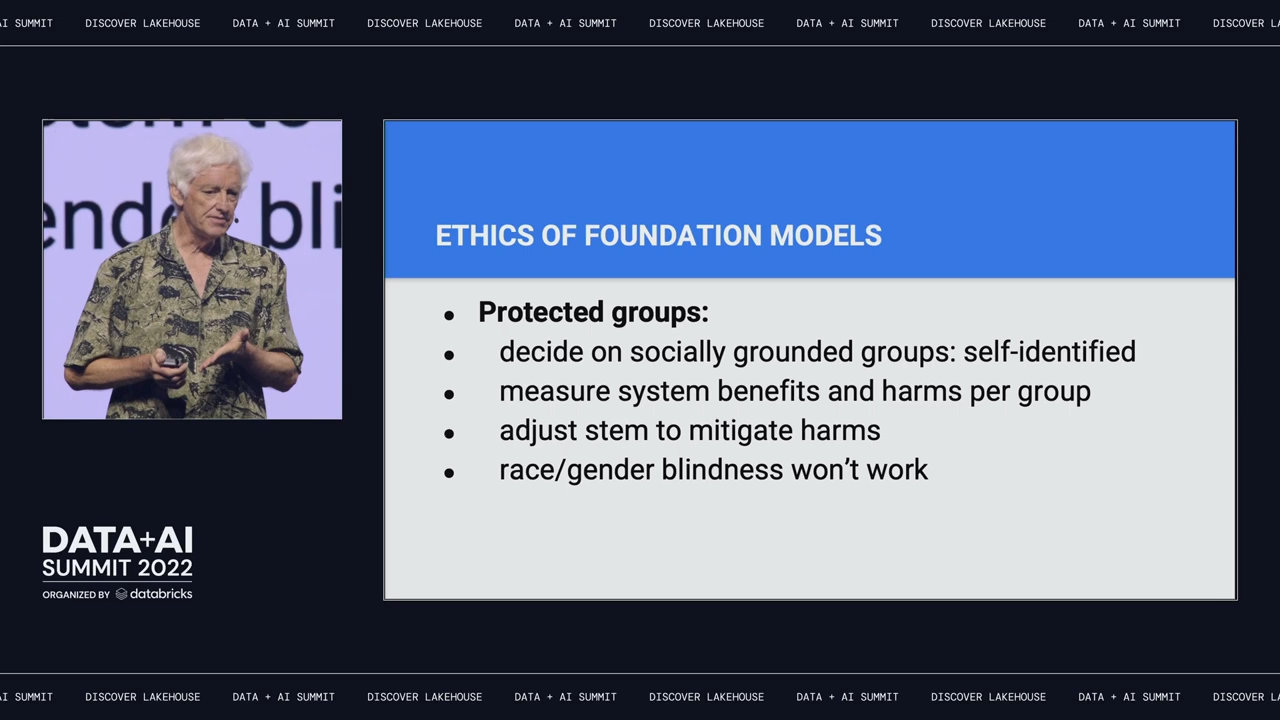 AI SUMMIT DISCOVER LAKEHOUSE DATA + AI SUMMIT DISCOVER LAKEHOUSE DATA + AI SUMMIT DISCOVER LAKEHOUSE DATA + AI SUMMIT DISCOVER LAKEHOUSE DATA + AI SUMMIT DISCOVER LA
ende bli
ETHICS OF FOUNDATION MODELS
• Protected groups:
• decide on socially grounded groups: self-identified
• measure system benefits and harms per group
• adjust stem to mitigate harms
• race/gender blindness won’t work
DATA+AI
SUMMIT 2022
ORGANIZED BY databricks
AI SUMMIT DISCOVER LAKEHOUSE DATA + AI SUMMIT DISCOVER LAKEHOUSE DATA + AI SUMMIT DISCOVER LAKEHOUSE DATA + AI SUMMIT DISCOVER LAKEHOUSE DATA + AI SUMMIT DISCOVER LA